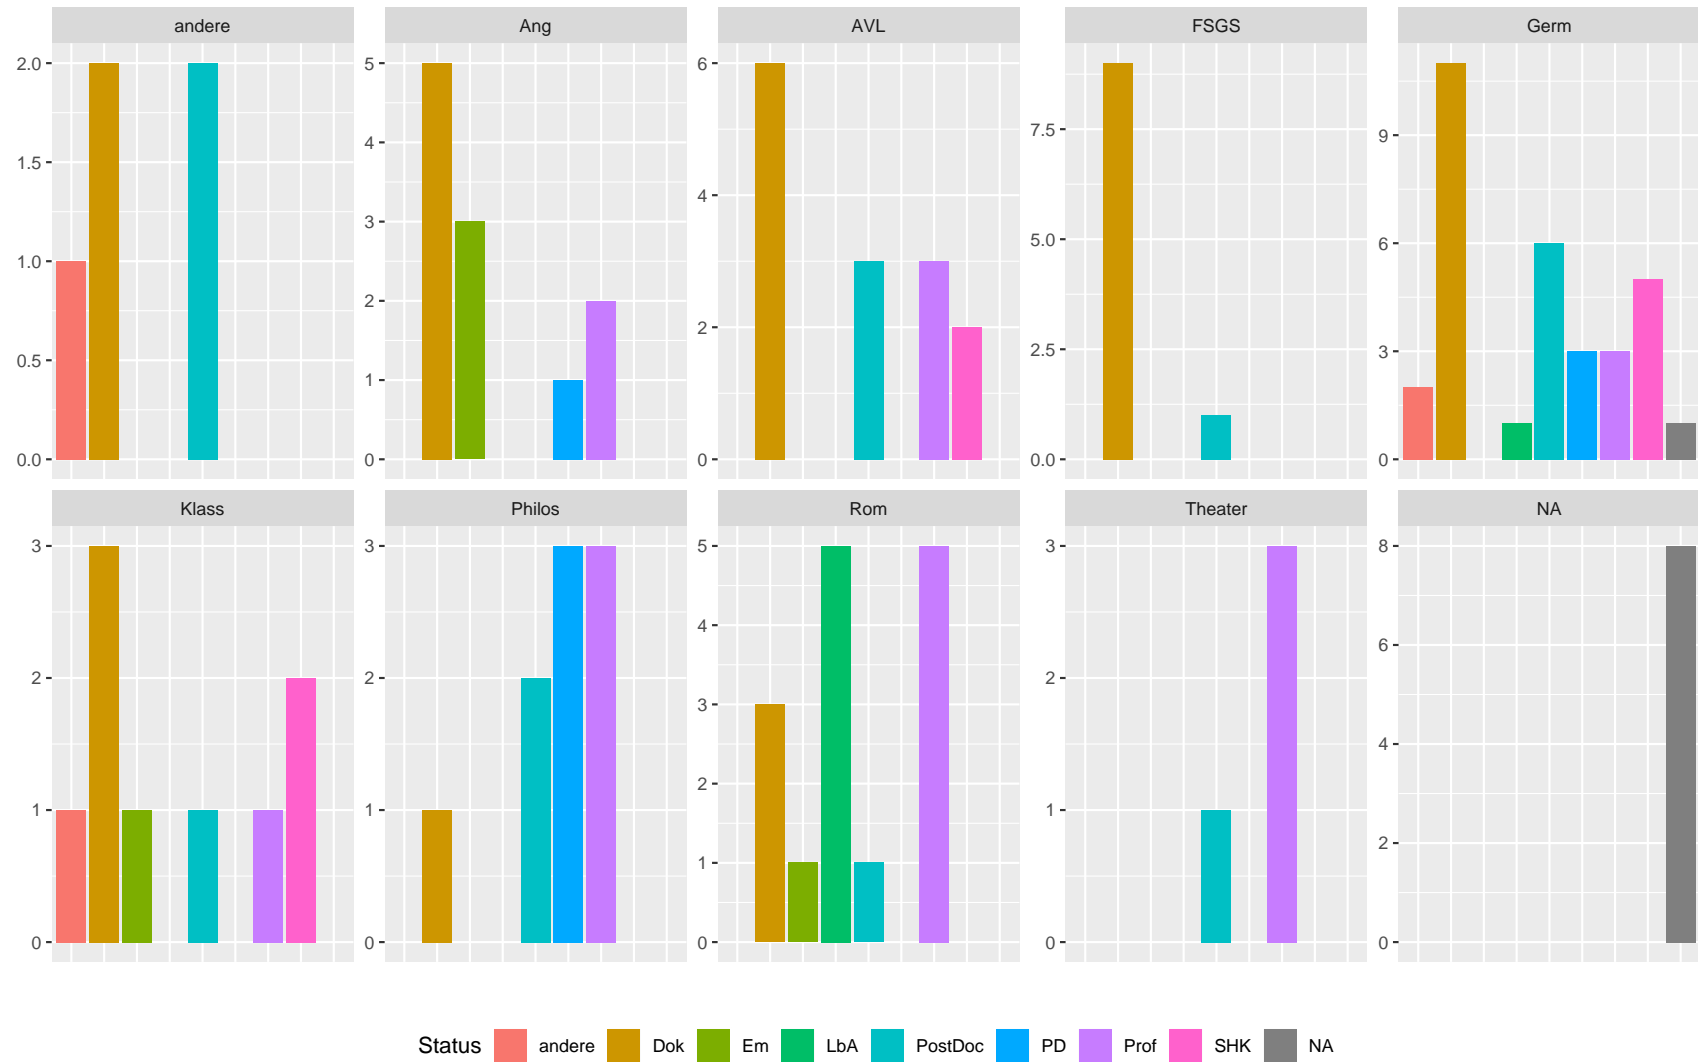 andere Ang AVL FSGS Germ
2.0 1.5 1.0 0.5 0.0
5 4 3 2 1 0
6 4 2 0
7.5 5.0 2.5 0.0
9 6 3 0
Klass Philos Rom Theater NA
3 2 1 0
3 2 1 0
5 4 3 2 1 0
3 2 1 0
8 6 4 2 0
Status andere Dok Em LbA PostDoc PD Prof SHK NA